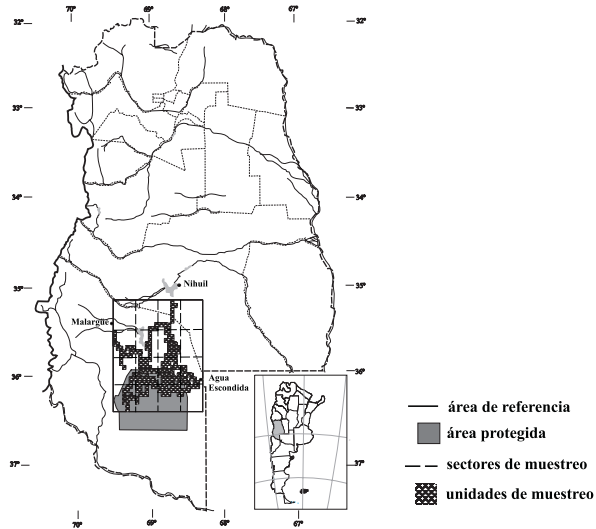 70° 69° 68° 67°
32° 32°
33° 33°
34° 34°
35° 35°
Nihuil
Malargüe
36° 36°
Agua
Escondida
37° 37°
70° 69° 68° 67°
área de referencia
área protegida
sectores de muestreo
unidades de muestreo